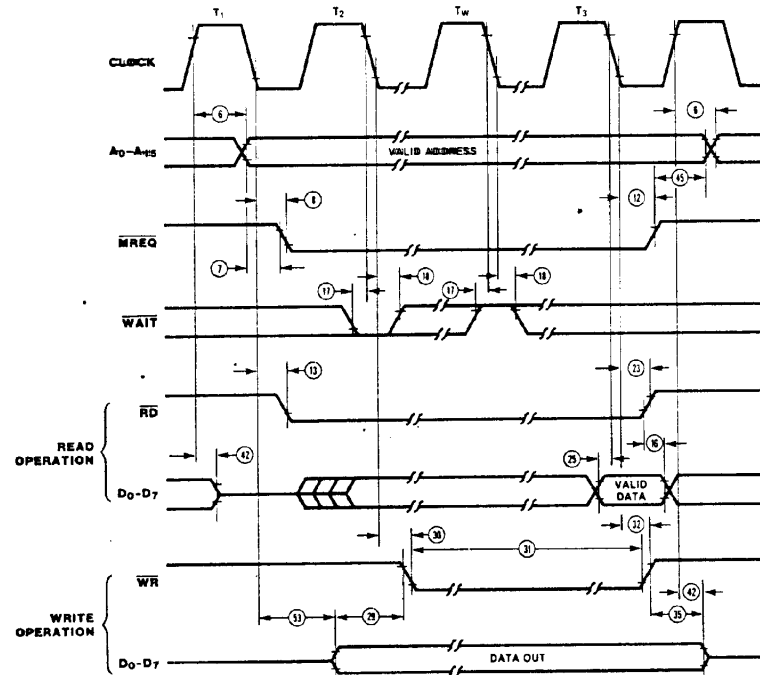 T1 T2 TW T3
CLOCK
6 6
A0-A15 VALID ADDRESS
45
8 12
MREQ
7
17 18 17 18
WAIT
13 23
RD
READ OPERATION
42 25 16
D0-D7 VALID DATA
30 32
31
WR
42
WRITE OPERATION
53 29 35
D0-D7 DATA OUT